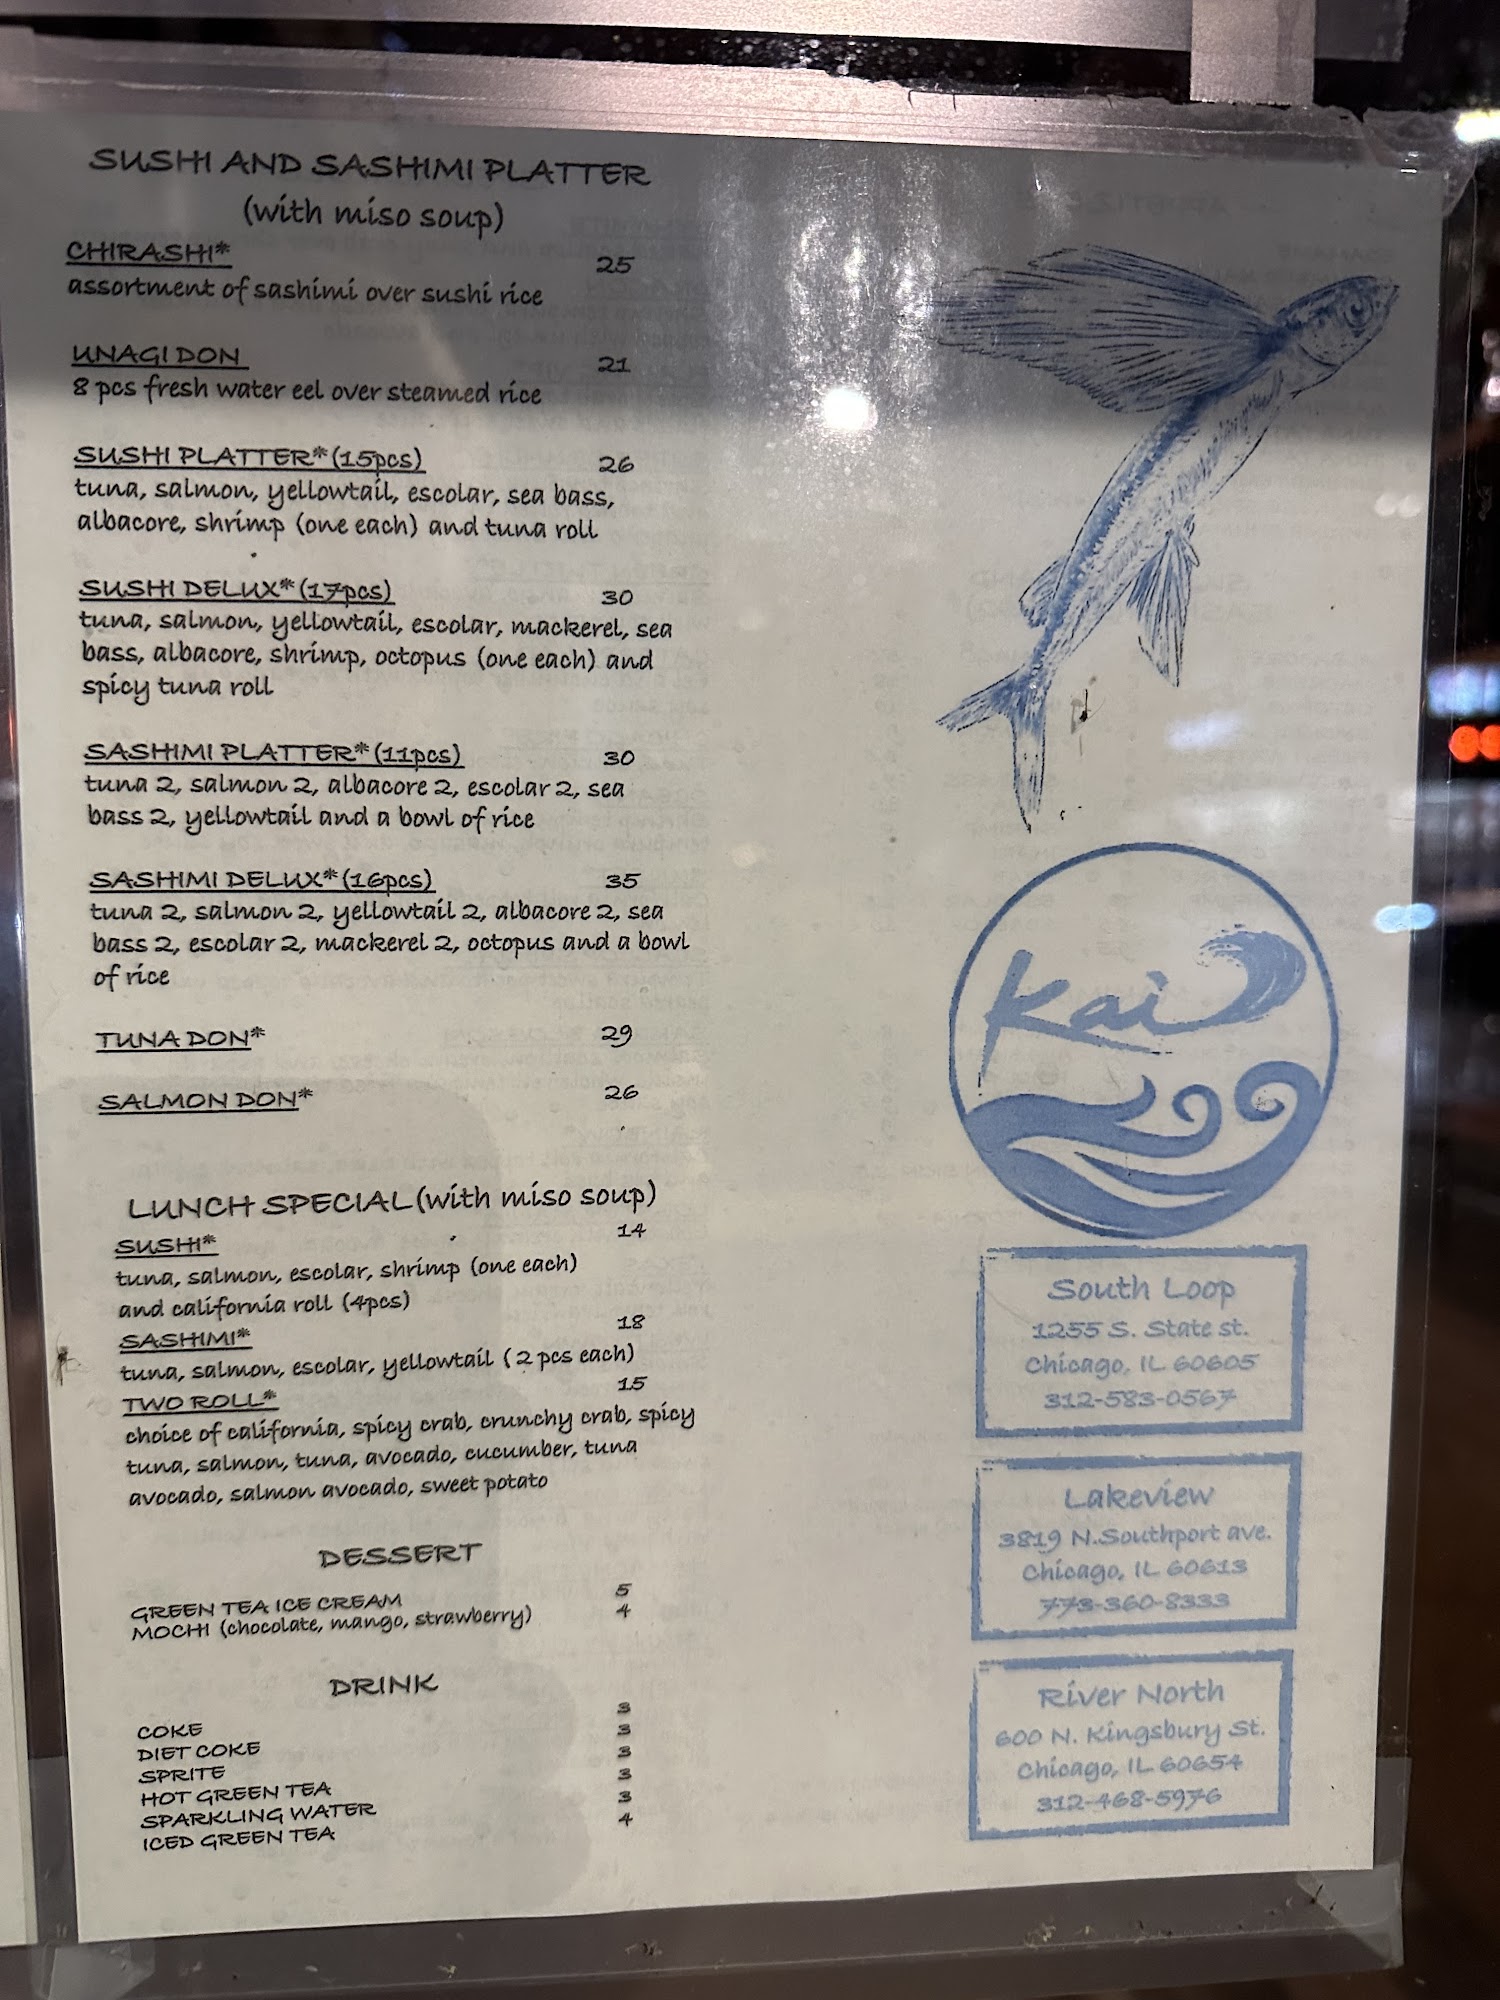 SUSHI AND SASHIMI PLATTER
(with miso soup)
CHIRASHI* 25
assortment of sashimi over sushi rice
UNAGI DON 21
8 pcs fresh water eel over steamed rice
SUSHI PLATTER* (15pcs) 26
tuna, salmon, yellowtail, escolar, sea bass,
albacore, shrimp (one each) and tuna roll
SUSHI DELUX* (17pcs) 30
tuna, salmon, yellowtail, escolar, mackerel, sea
bass, albacore, shrimp, octopus (one each) and
spicy tuna roll
SASHIMI PLATTER* (11pcs) 30
tuna 2, salmon 2, albacore 2, escolar 2, sea
bass 2, yellowtail and a bowl of rice
SASHIMI DELUX* (16pcs) 35
tuna 2, salmon 2, yellowtail 2, albacore 2, sea
bass 2, escolar 2, mackerel 2, octopus and a bowl
of rice
TUNA DON* 29
SALMON DON* 26
LUNCH SPECIAL (with miso soup)
SUSHI* 14
tuna, salmon, escolar, shrimp (one each)
and california roll (4pcs)
SASHIMI* 18
tuna, salmon, escolar, yellowtail ( 2 pcs each)
TWO ROLL* 15
choice of california, spicy crab, crunchy crab, spicy
tuna, salmon, tuna, avocado, cucumber, tuna
avocado, salmon avocado, sweet potato
DESSERT
GREEN TEA ICE CREAM 5
MOCHI (chocolate, mango, strawberry) 4
DRINK
COKE 3
DIET COKE 3
SPRITE 3
HOT GREEN TEA 3
SPARKLING WATER 3
ICED GREEN TEA 4
Kai
South Loop
1255 S. State st.
Chicago, IL 60605
312-583-0567
Lakeview
3819 N.Southport ave.
Chicago, IL 60613
773-360-8333
River North
600 N. Kingsbury St.
Chicago, IL 60654
312-468-5976